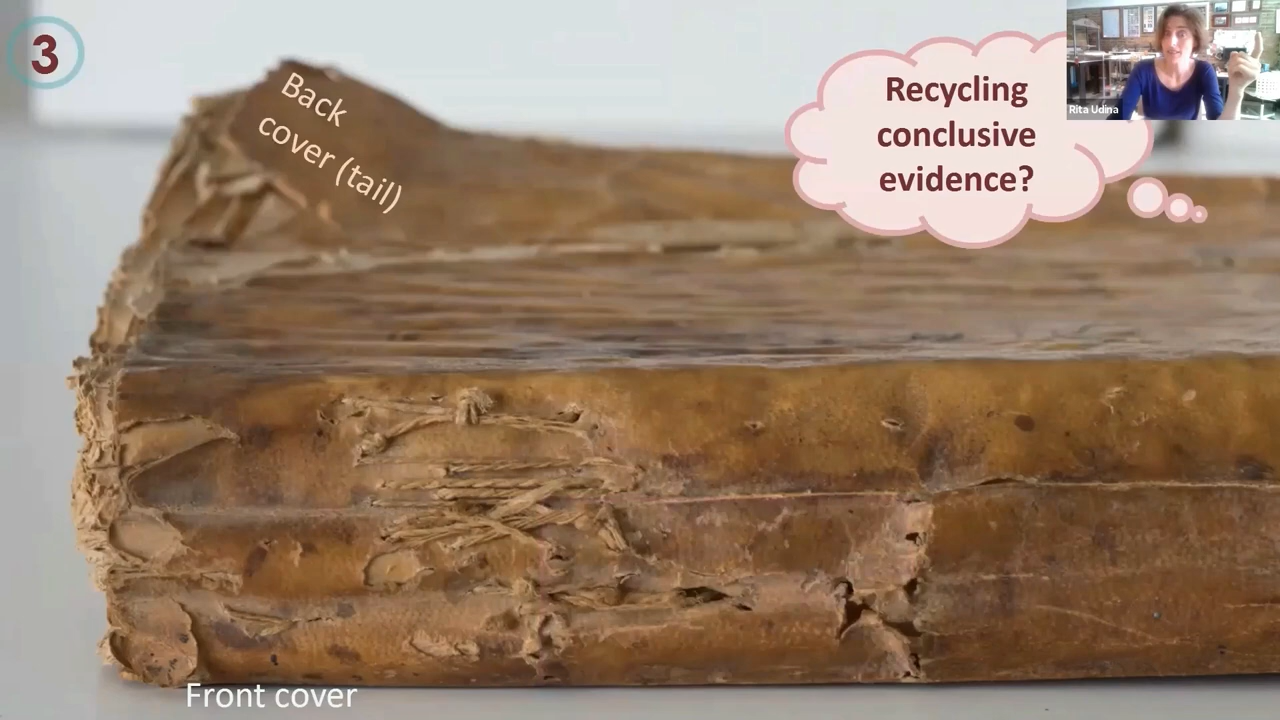 3
Back
cover (tail)
Recycling
conclusive
evidence?
Rita Udina
Front cover